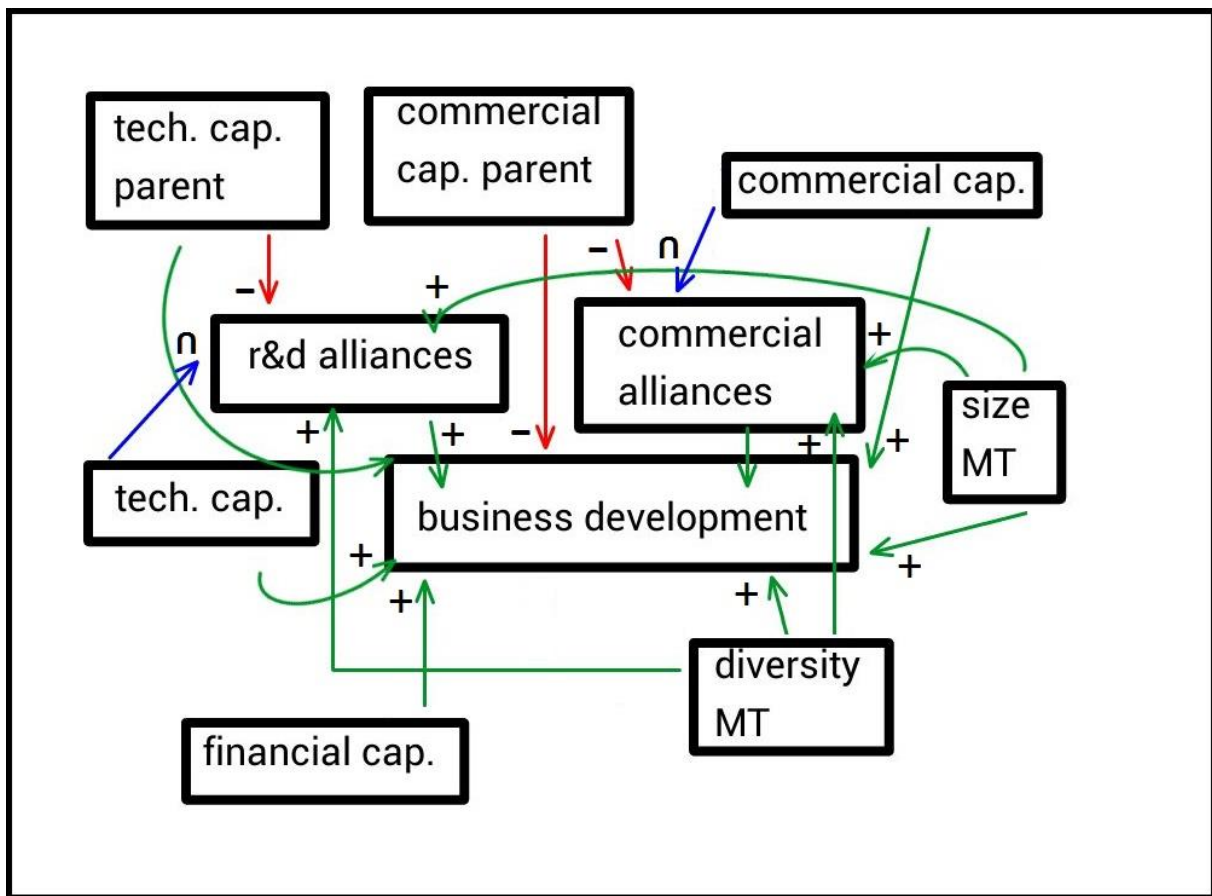 tech. cap.
parent
commercial
cap. parent
commercial cap.
-
-
∩
+
∩
r&d alliances
commercial
alliances
+
size
MT
+
+
-
+
+
tech. cap.
business development
+
+
+
+
diversity
MT
financial cap.